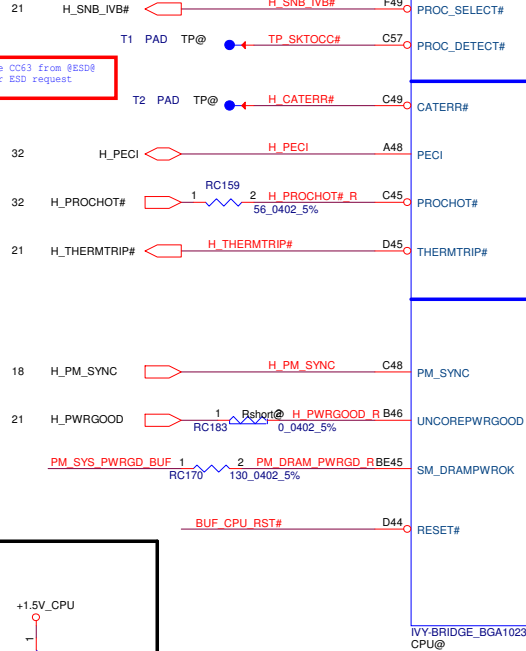 21 H_SNB_IVB# H_SNB_IVB# F49 PROC_SELECT#
T1 PAD TP@ TP_SKTOCC# C57 PROC_DETECT#
e CC63 from @ESD@
r ESD request
T2 PAD TP@ H_CATERR# C49 CATERR#
32 H_PECI H_PECI A48 PECI
RC159
32 H_PROCHOT# 1 2 H_PROCHOT#_R C45 PROCHOT#
56_0402_5%
21 H_THERMTRIP# H_THERMTRIP# D45 THERMTRIP#
18 H_PM_SYNC H_PM_SYNC C48 PM_SYNC
21 H_PWRGOOD 1 Rshort@ 2 H_PWRGOOD_R B46 UNCOREPWRGOOD
RC183 0_0402_5%
PM_SYS_PWRGD_BUF 1 2 PM_DRAM_PWRGD_R BE45 SM_DRAMPWROK
RC170 130_0402_5%
BUF_CPU_RST# D44 RESET#
+1.5V_CPU
1
IVY-BRIDGE_BGA1023
CPU@